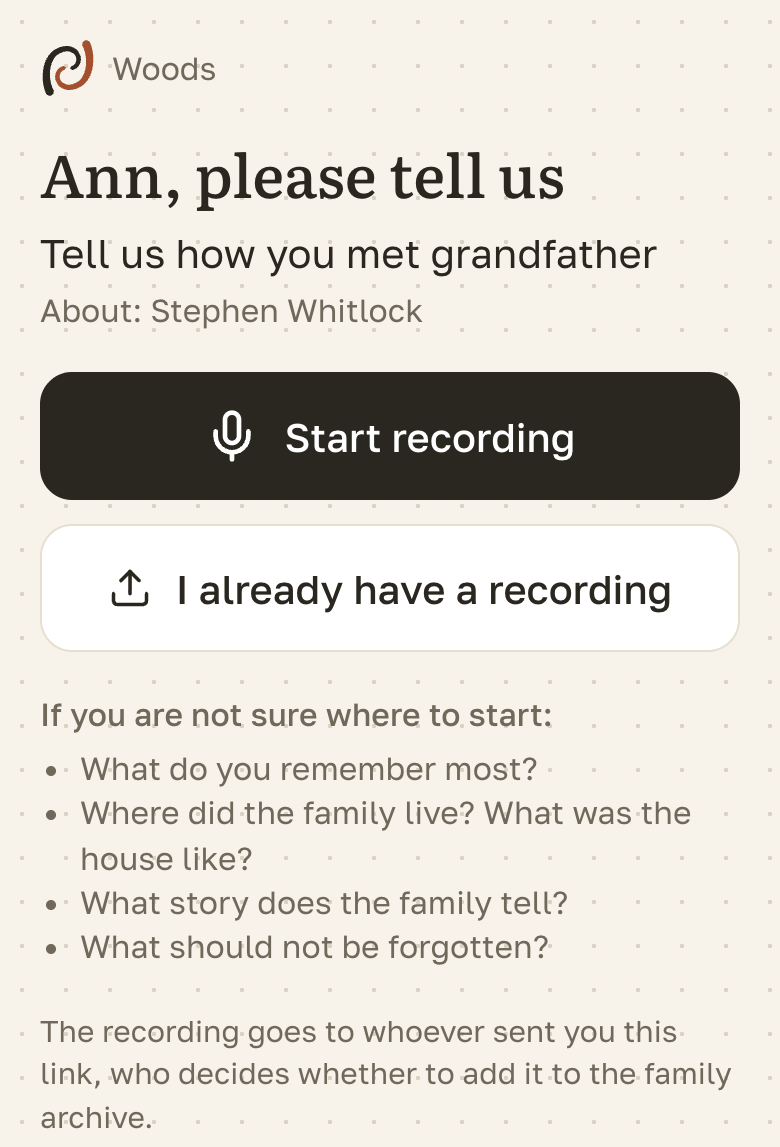 Woods
Ann, please tell us
Tell us how you met grandfather
About: Stephen Whitlock
Start recording
I already have a recording
If you are not sure where to start:
• What do you remember most?
• Where did the family live? What was the
house like?
• What story does the family tell?
• What should not be forgotten?
The recording goes to whoever sent you this
link, who decides whether to add it to the family
archive.